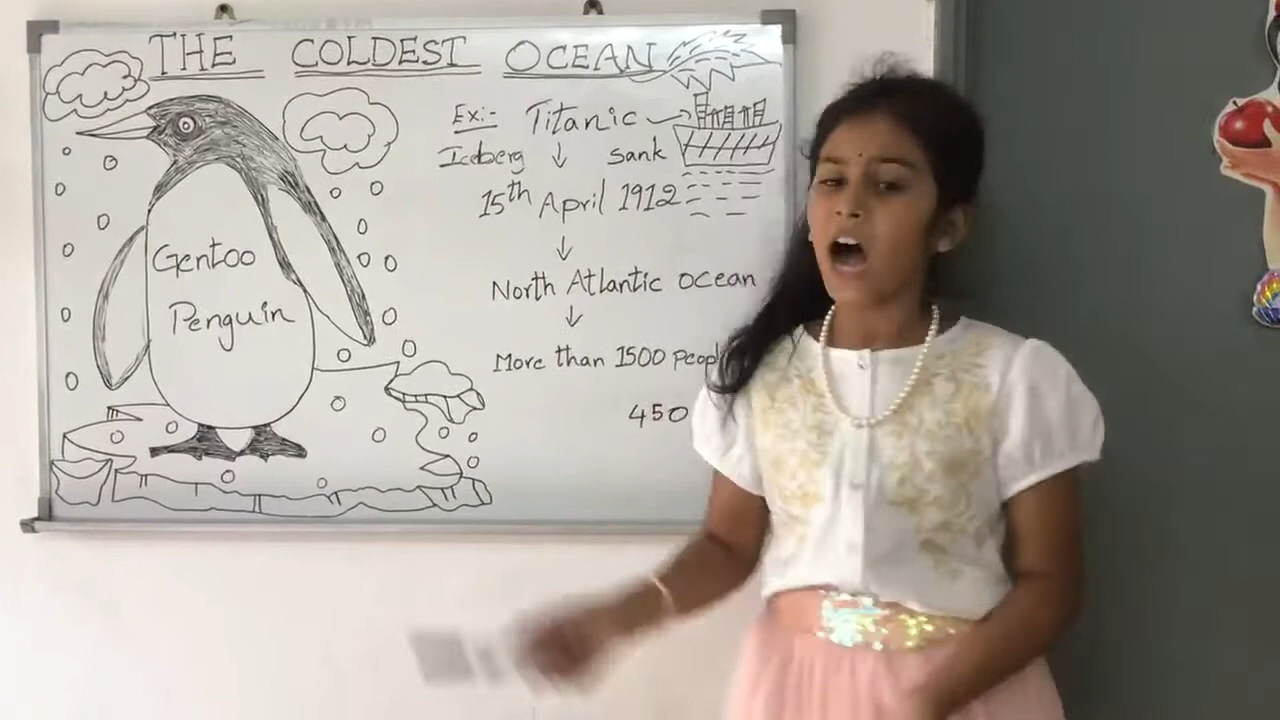 THE COLDEST OCEAN
Ex:- Titanic
Iceberg ↓ sank
15th April 1912
↓
North Atlantic Ocean
↓
More than 1500
450
Gentoo
Penguin